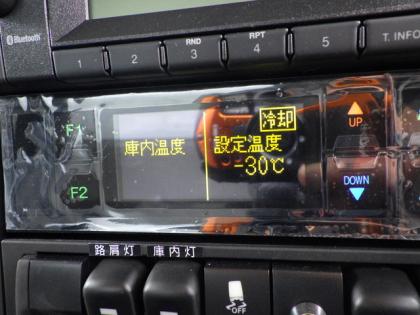 Bluetooth
1 2 3 RND 4 RPT 5 T. INFO
F1
F2
冷却
庫内温度
設定温度
-30℃
UP
DOWN
路肩灯 庫内灯
OFF